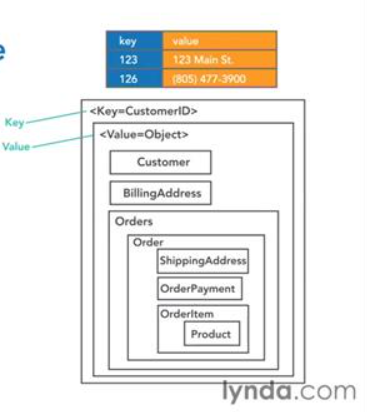 e
key value
123 123 Main St.
126 (805) 477-3900
<Key=CustomerID>
Key
<Value=Object>
Value
Customer
BillingAddress
Orders
Order
ShippingAddress
OrderPayment
OrderItem
Product
lynda.com